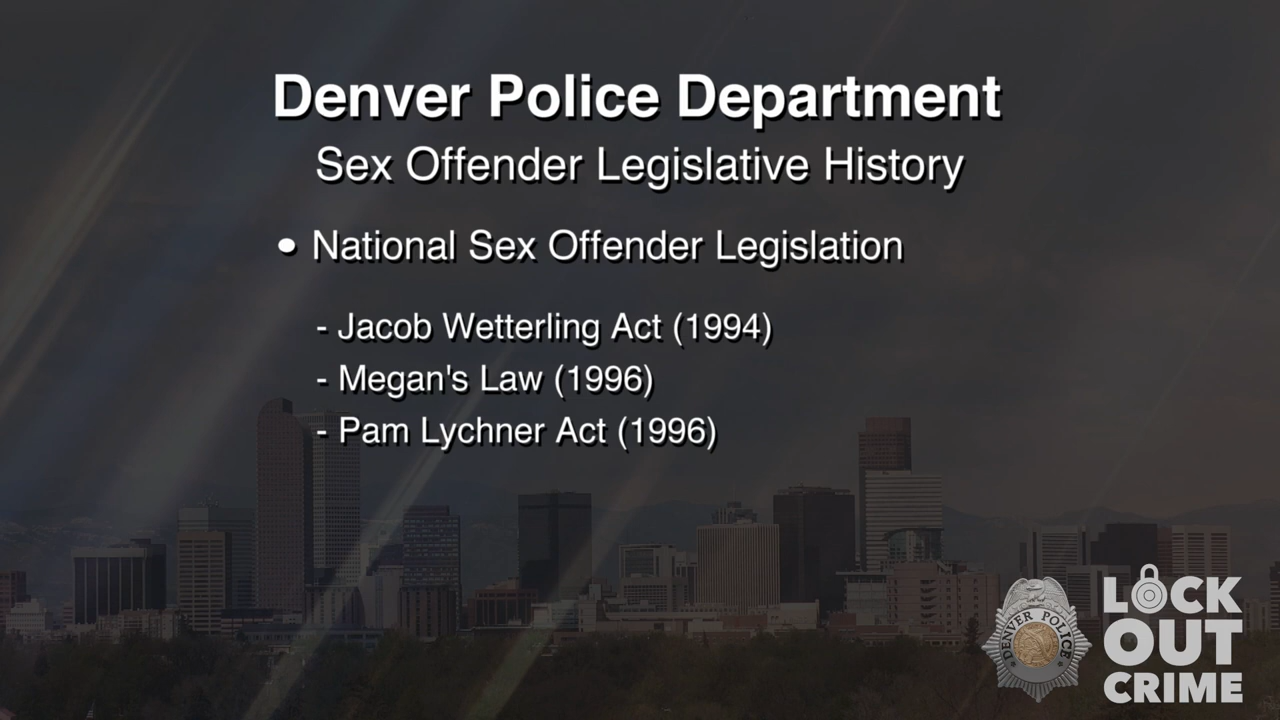 Denver Police Department
Sex Offender Legislative History
• National Sex Offender Legislation
- Jacob Wetterling Act (1994)
- Megan's Law (1996)
- Pam Lychner Act (1996)
DENVER POLICE
LOCK
OUT
CRIME